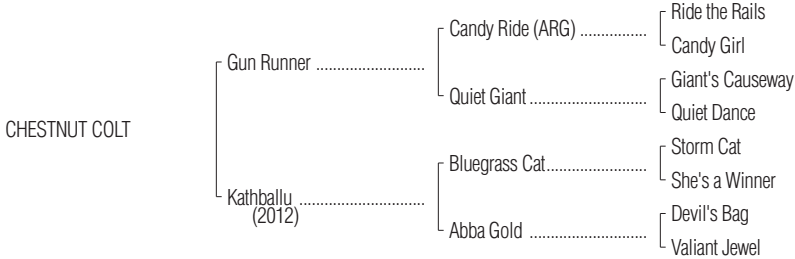 Ride the Rails
Candy Ride (ARG) ................
Candy Girl
Gun Runner ..........................
Giant's Causeway
Quiet Giant ............................
Quiet Dance
CHESTNUT COLT
Storm Cat
Bluegrass Cat........................
She's a Winner
Kathballu ..............................
(2012)
Devil's Bag
Abba Gold ............................
Valiant Jewel